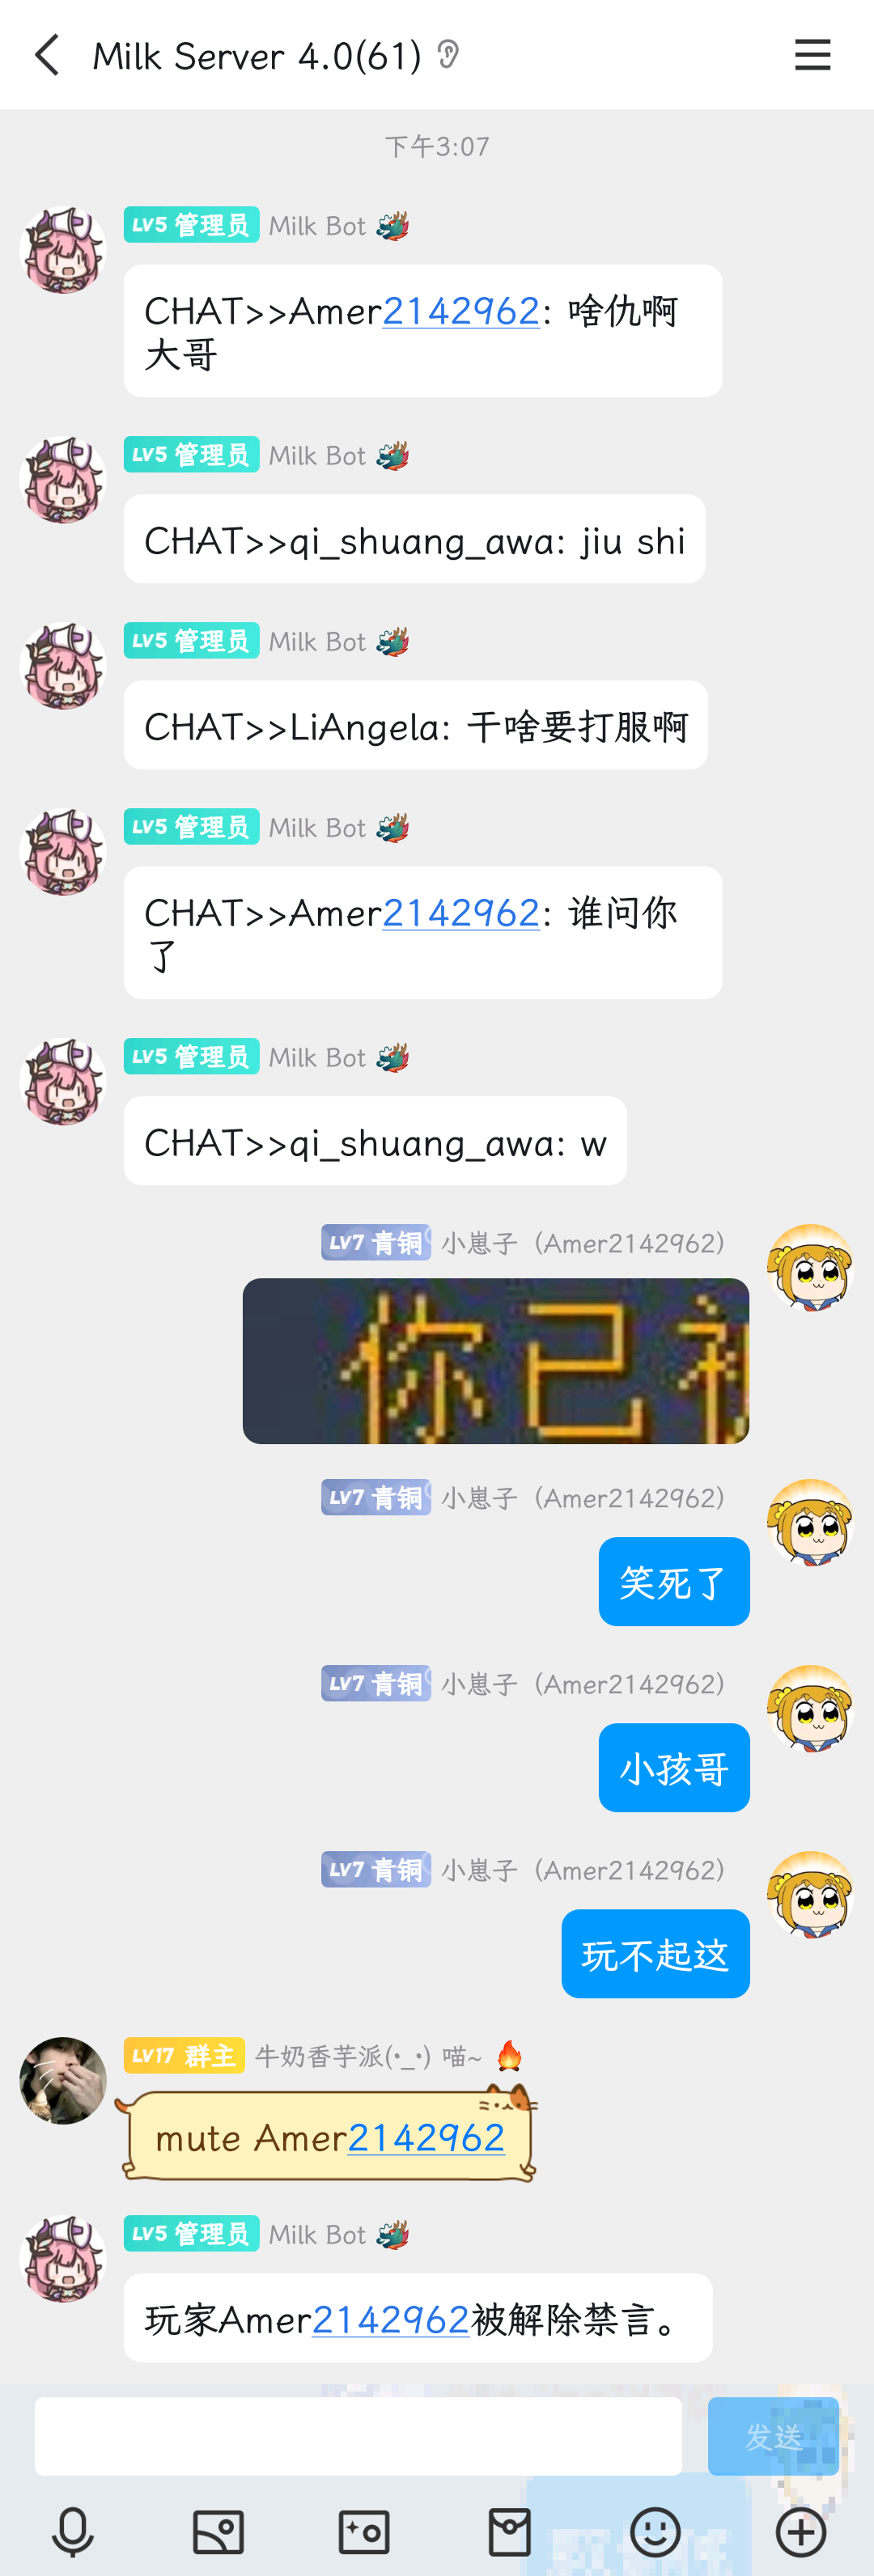 Milk Server 4.0(61)
下午3:07
LV5 管理员 Milk Bot
CHAT>>Amer2142962: 啥仇啊
大哥
LV5 管理员 Milk Bot
CHAT>>qi_shuang_awa: jiu shi
LV5 管理员 Milk Bot
CHAT>>LiAngela: 干啥要打服啊
LV5 管理员 Milk Bot
CHAT>>Amer2142962: 谁问你
了
LV5 管理员 Milk Bot
CHAT>>qi_shuang_awa: w
LV7 青铜 小崽子（Amer2142962）
你已
LV7 青铜 小崽子（Amer2142962）
笑死了
LV7 青铜 小崽子（Amer2142962）
小孩哥
LV7 青铜 小崽子（Amer2142962）
玩不起这
LV17 群主 牛奶香芋派(·_·) 喵~
mute Amer2142962
LV5 管理员 Milk Bot
玩家Amer2142962被解除禁言。
发送